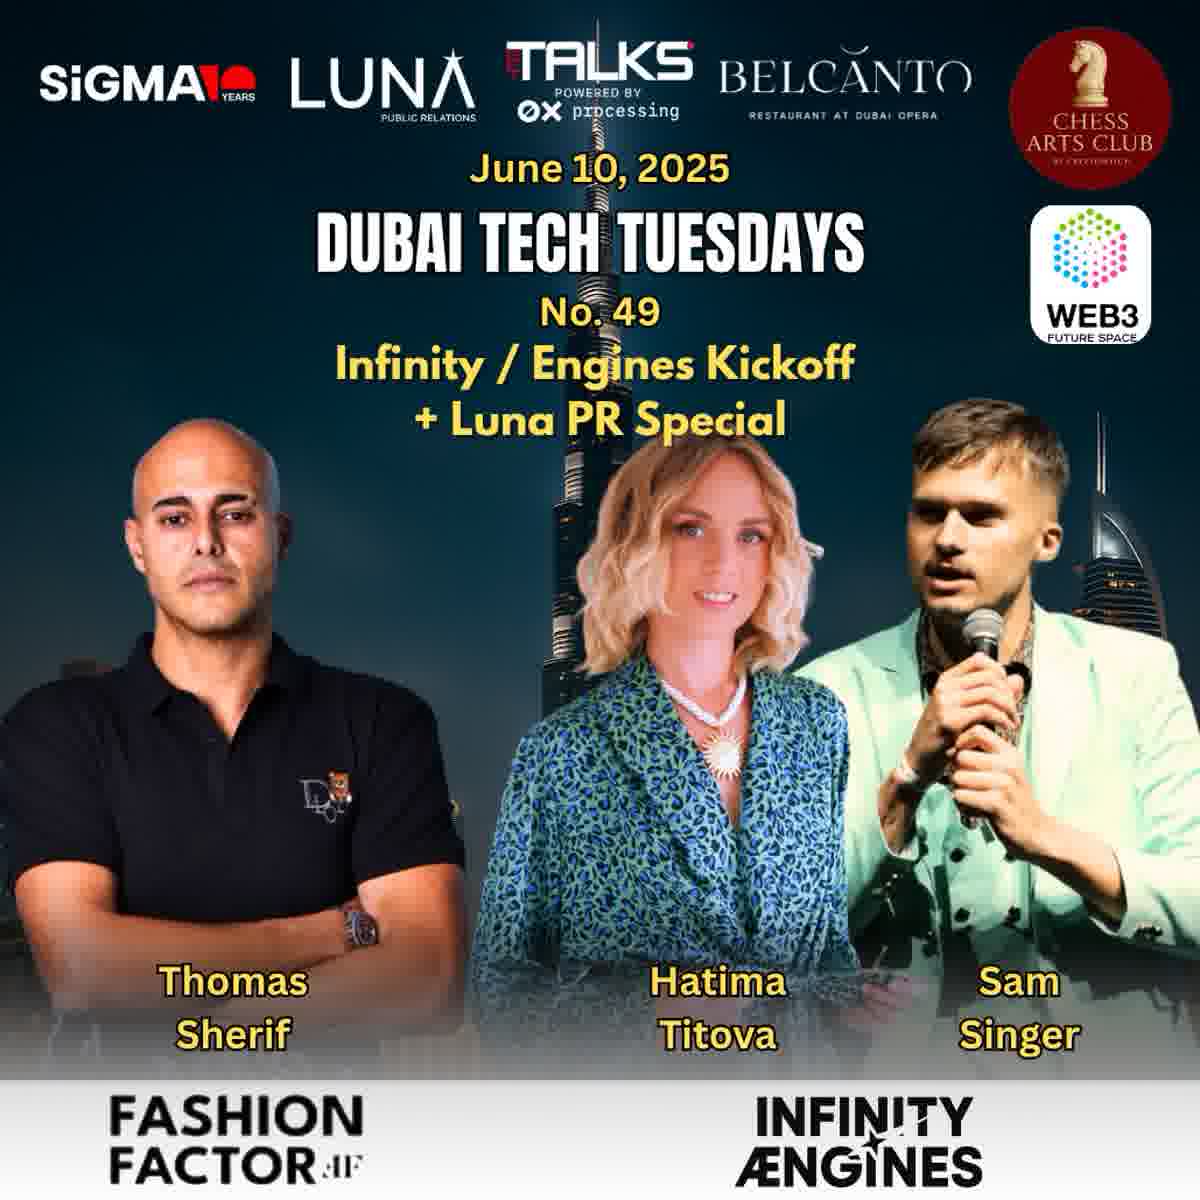 SiGMA10
YEARS
LUNA
PUBLIC RELATIONS
TALKS
POWERED BY
0X processing
BELCĂNTO
RESTAURANT AT DUBAI OPERA
CHESS
ARTS CLUB
June 10, 2025
DUBAI TECH TUESDAYS
No. 49
Infinity / Engines Kickoff
+ Luna PR Special
WEB3
FUTURE SPACE
Thomas
Sherif
Hatima
Titova
Sam
Singer
FASHION
FACTOR
INFINITY
ÆNGINES